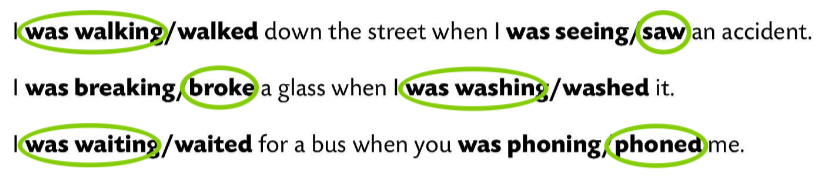 I was walking/walked down the street when I was seeing/saw an accident.
I was breaking/broke a glass when I was washing/washed it.
I was waiting/waited for a bus when you was phoning/phoned me.